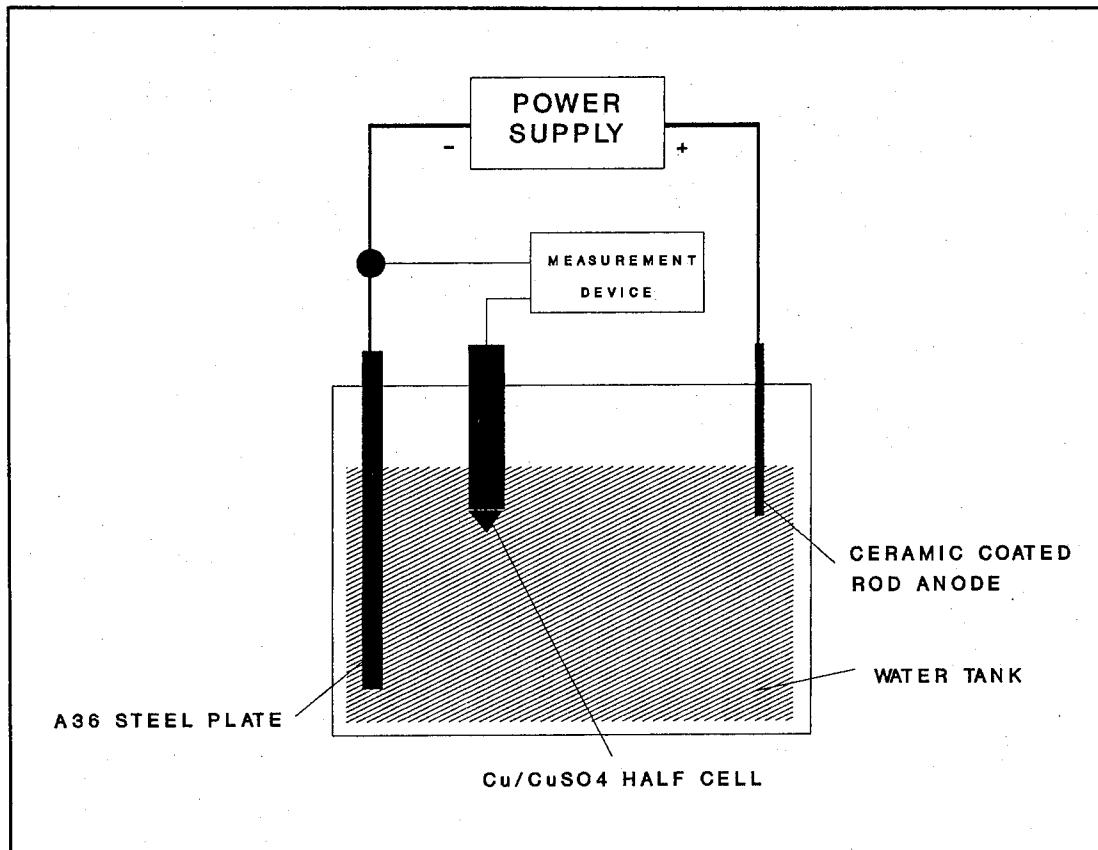 POWER
SUPPLY
-
+
MEASUREMENT
DEVICE
CERAMIC COATED
ROD ANODE
WATER TANK
A36 STEEL PLATE
Cu/CuSO4 HALF CELL